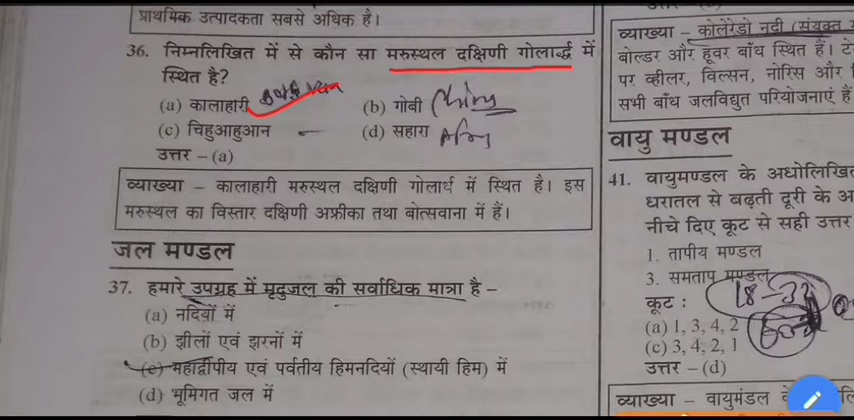 प्राथमिक उत्पादकता सबसे अधिक है।
36. निम्नलिखित में से कौन सा मरुस्थल दक्षिणी गोलार्द्ध में
स्थित है?
(a) कालाहारी (b) गोबी
(c) चिहुआहुआन (d) सहारा
उत्तर –(a)
व्याख्या – कालाहारी मरुस्थल दक्षिणी गोलार्ध में स्थित है। इस
मरुस्थल का विस्तार दक्षिणी अफ्रीका तथा बोत्सवाना में हैं।
जल मण्डल
37. हमारे उपग्रह में मृदुजल की सर्वाधिक मात्रा है –
(a) नदियों में
(b) झीलों एवं झरनों में
(c) महाद्वीपीय एवं पर्वतीय हिमनदियों (स्थायी हिम) में
(d) भूमिगत जल में
व्याख्या – कोलेरेडो नदी (संयुक्त
बोल्डर और हूवर बाँध स्थित हैं।
पर व्हीलर, विल्सन, नोरिस और
सभी बाँध जलविद्युत परियोजनाएं हैं
वायु मण्डल
41. वायुमण्डल के अधोलिखित
धरातल से बढ़ती दूरी के
नीचे दिए कूट से सही उत्तर
1. तापीय मण्डल
3. समताप मण्डल
कूट :
18-32
(a) 1, 3, 4, 2
(c) 3, 4, 2, 1
उत्तर –(d)
व्याख्या – वायुमंडल